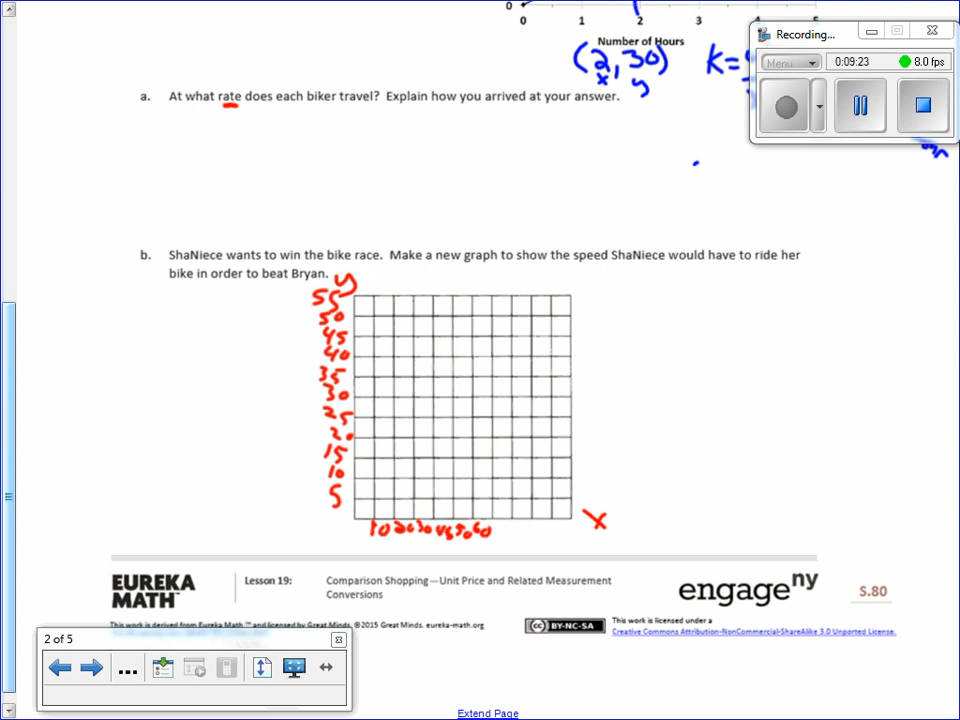 0
0 1 2 3 4 5
Number of Hours
(2, 30) K=
x y
a. At what rate does each biker travel? Explain how you arrived at your answer.
b. ShaNiece wants to win the bike race. Make a new graph to show the speed ShaNiece would have to ride her
bike in order to beat Bryan.
y
55
50
45
40
35
30
25
20
15
10
5
10 20 30 40 50 60
x
EUREKA
MATH™
Lesson 19:
Comparison Shopping—Unit Price and Related Measurement
Conversions
engageny
S.80
This work is derived from Eureka Math ™ and licensed by Great Minds. ©2015 Great Minds. eureka-math.org
CC BY-NC-SA
This work is licensed under a
Creative Commons Attribution-NonCommercial-ShareAlike 3.0 Unported License.
Recording...
Menu
0:09:23
8.0 fps
2 of 5
Extend Page